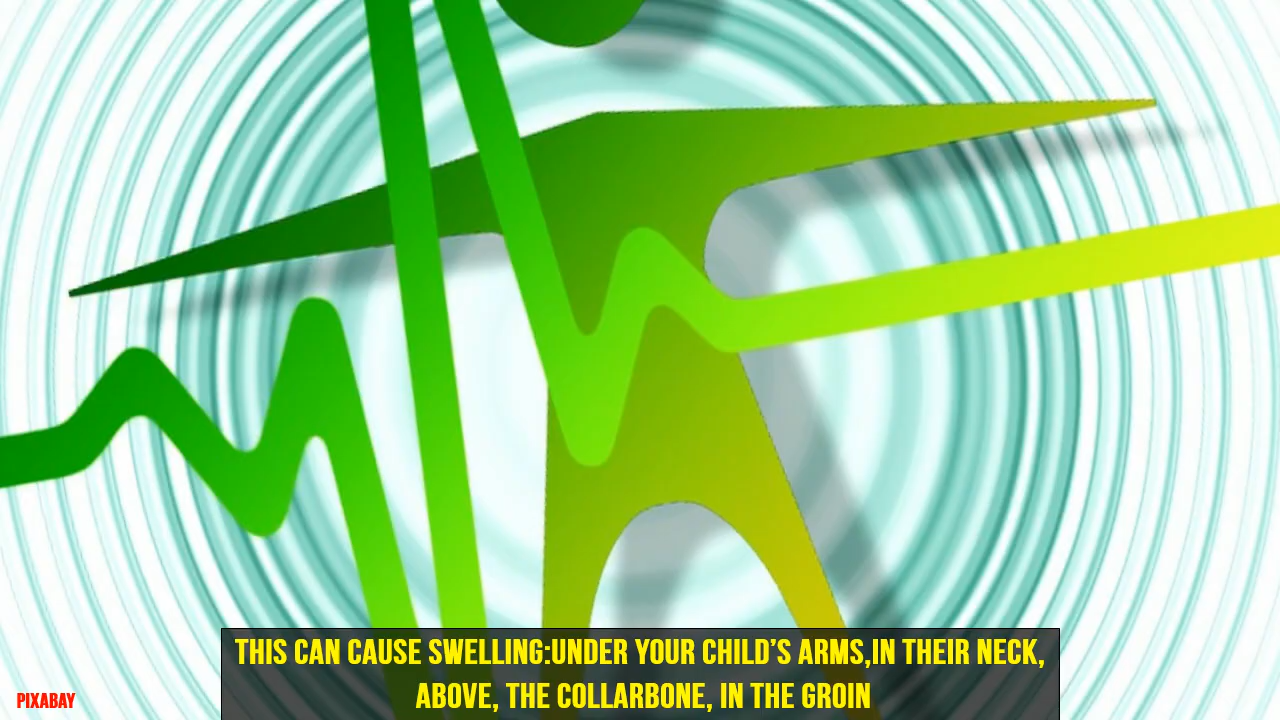 THIS CAN CAUSE SWELLING:UNDER YOUR CHILD’S ARMS,IN THEIR NECK,
ABOVE, THE COLLARBONE, IN THE GROIN
PIXABAY